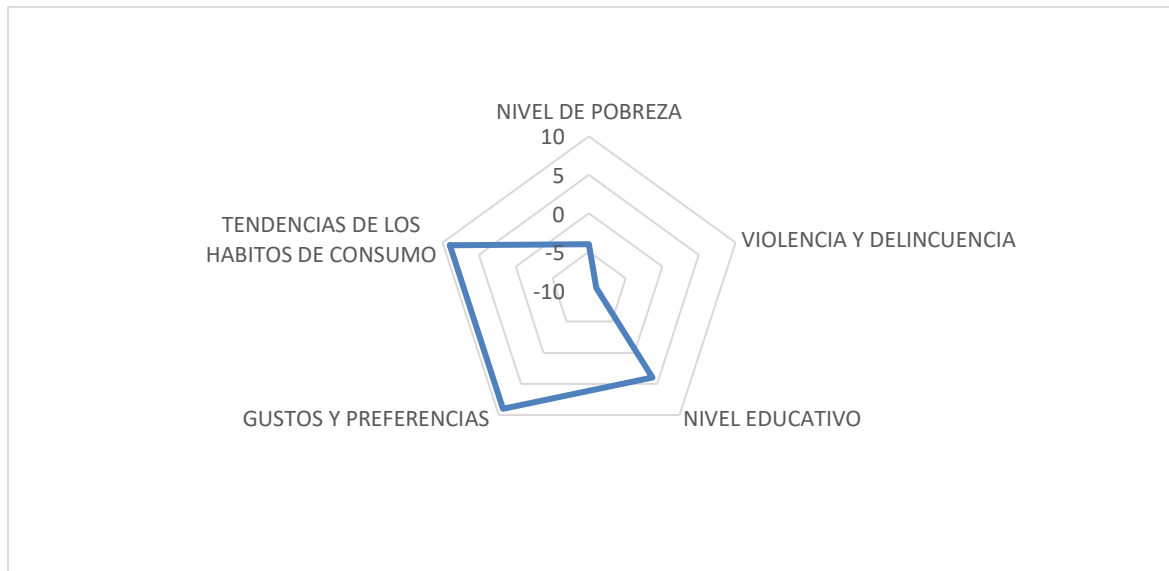 NIVEL DE POBREZA
10
5
0
-5
-10
VIOLENCIA Y DELINCUENCIA
NIVEL EDUCATIVO
GUSTOS Y PREFERENCIAS
TENDENCIAS DE LOS
HABITOS DE CONSUMO